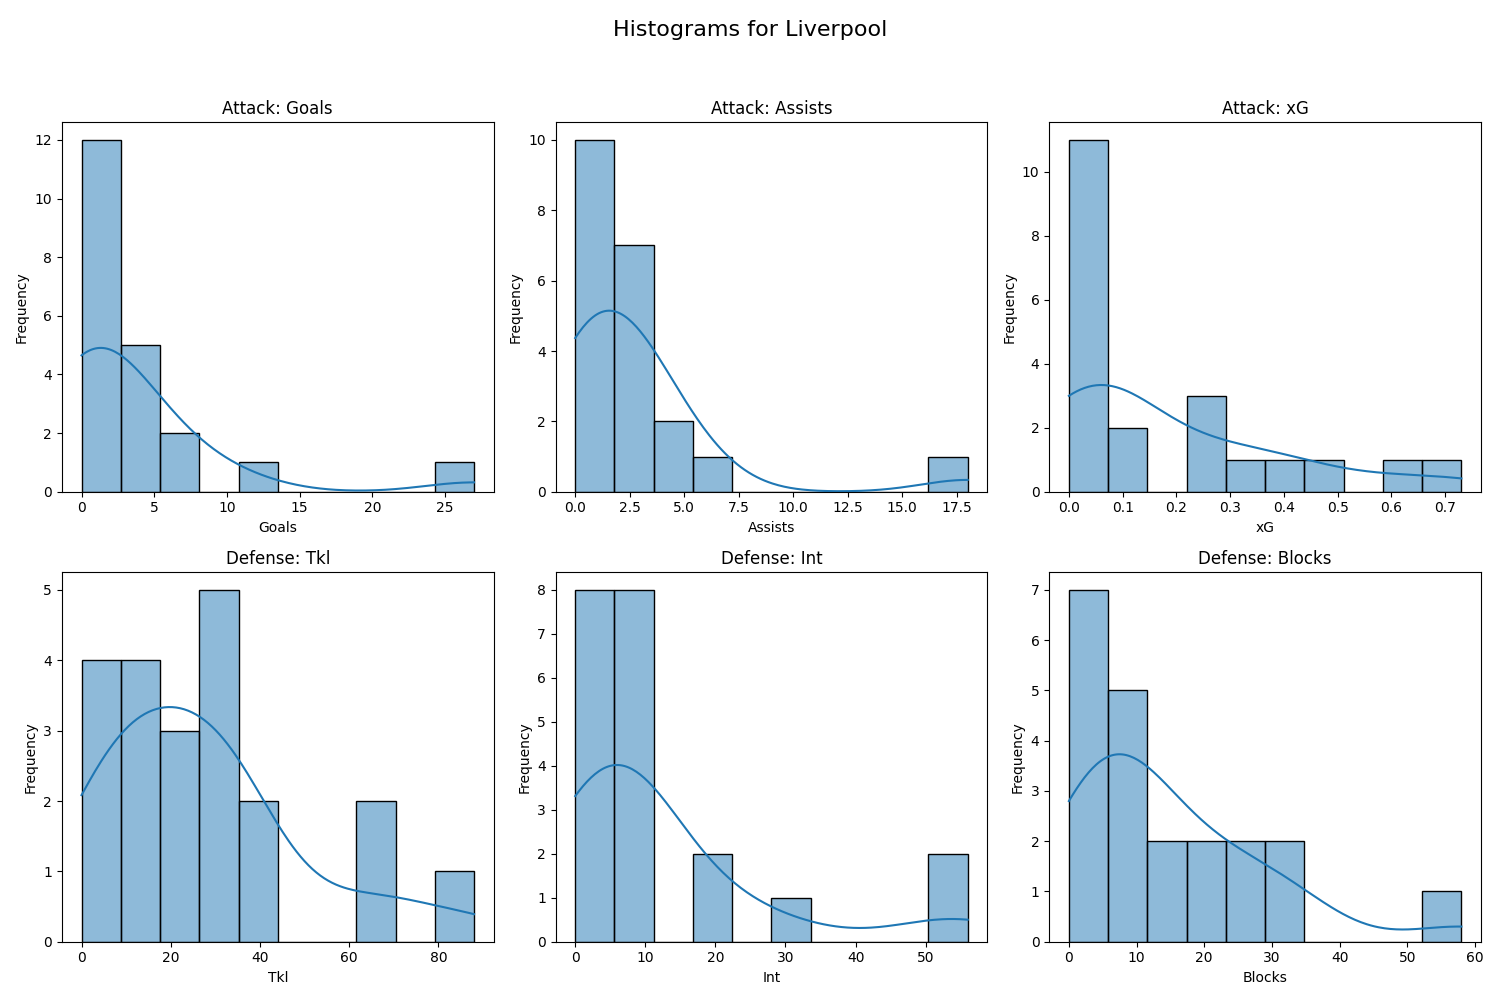 Histograms for Liverpool
Attack: Goals
Attack: Assists
Attack: xG
12
10
8
6
4
2
0
Frequency
0 5 10 15 20 25
Goals
10
8
6
4
2
0
Frequency
0.0 2.5 5.0 7.5 10.0 12.5 15.0 17.5
Assists
10
8
6
4
2
0
Frequency
0.0 0.1 0.2 0.3 0.4 0.5 0.6 0.7
xG
Defense: Tkl
Defense: Int
Defense: Blocks
5
4
3
2
1
0
Frequency
0 20 40 60 80
Tkl
8
7
6
5
4
3
2
1
0
Frequency
0 10 20 30 40 50
Int
7
6
5
4
3
2
1
0
Frequency
0 10 20 30 40 50 60
Blocks